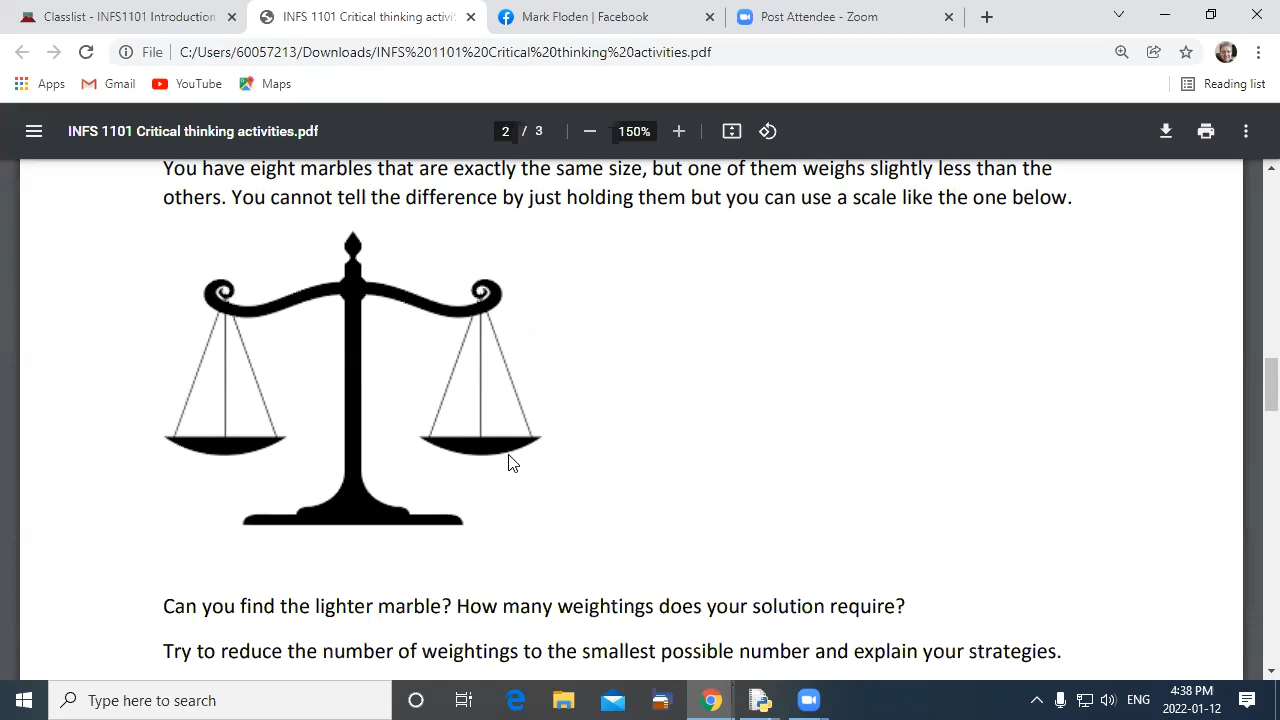 Classlist - INFS1101 Introduction
INFS 1101 Critical thinking activi
Mark Floden | Facebook
Post Attendee - Zoom
File
C:/Users/60057213/Downloads/INFS%201101%20Critical%20thinking%20activities.pdf
Apps
Gmail
YouTube
Maps
Reading list
INFS 1101 Critical thinking activities.pdf
2 / 3
150%
You have eight marbles that are exactly the same size, but one of them weighs slightly less than the
others. You cannot tell the difference by just holding them but you can use a scale like the one below.
Can you find the lighter marble? How many weightings does your solution require?
Try to reduce the number of weightings to the smallest possible number and explain your strategies.
Type here to search
ENG
4:38 PM
2022-01-12